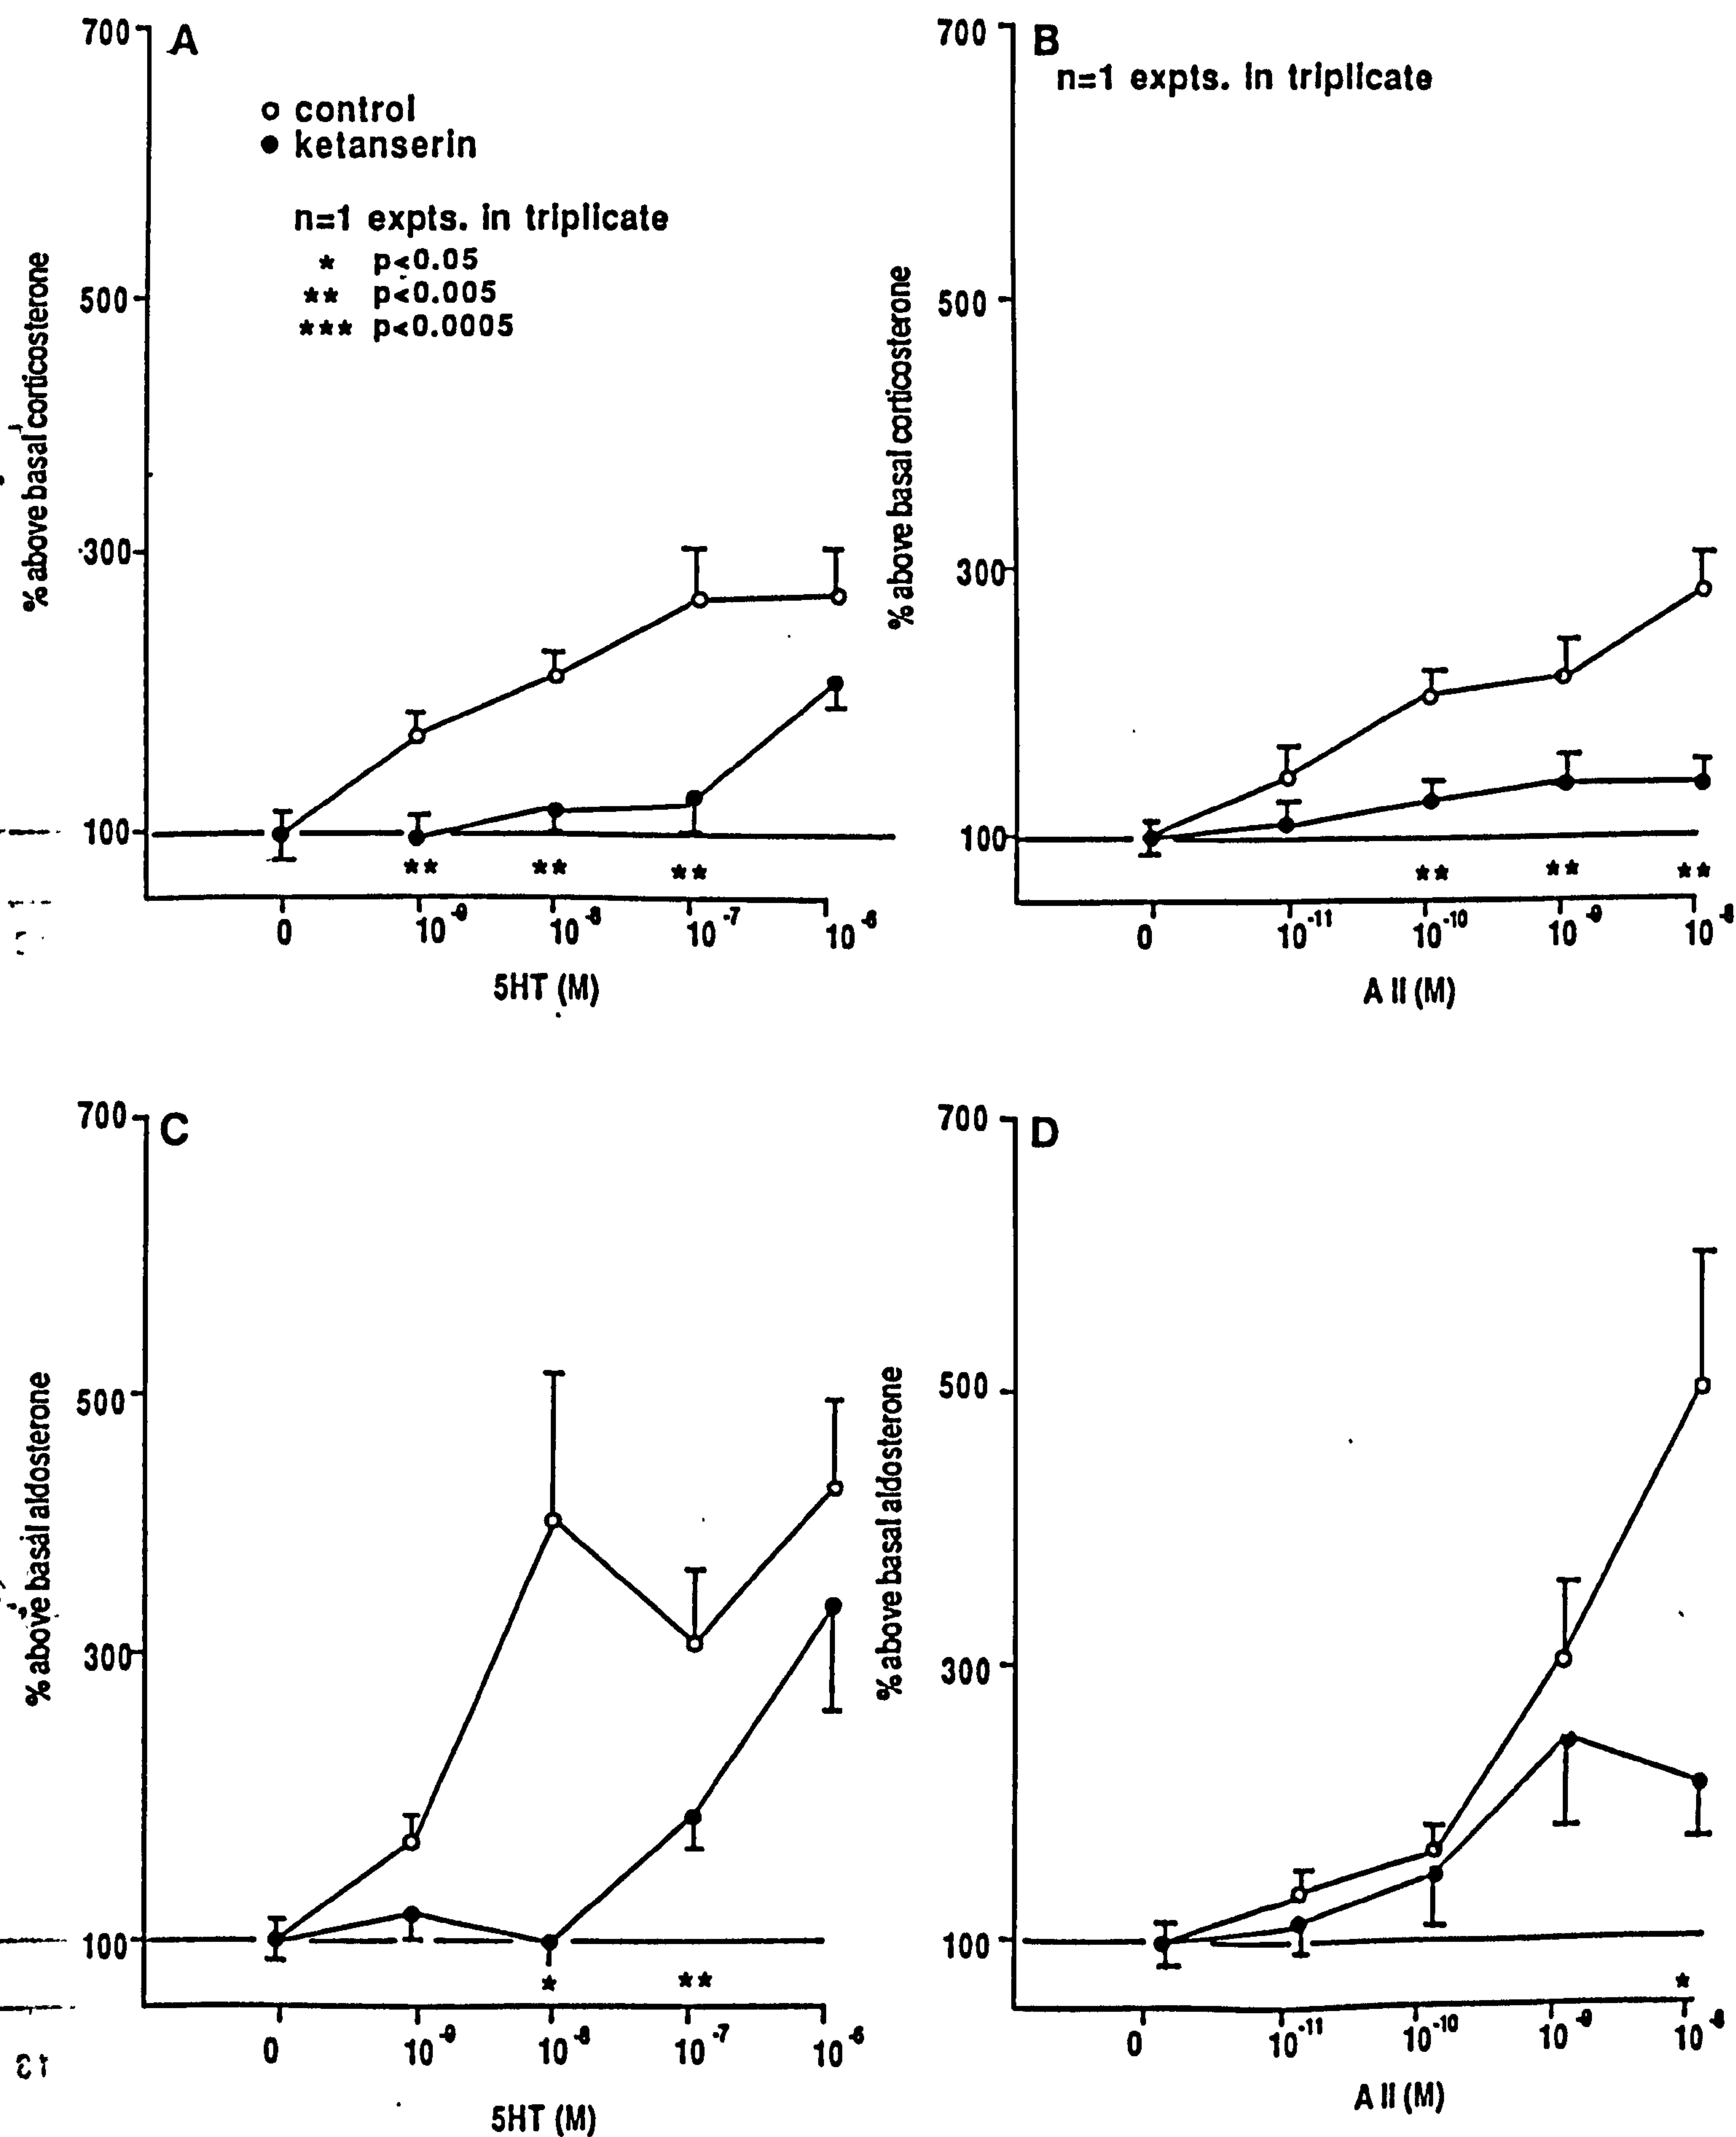 A
700
500
300
100
% above basal corticosterone
o control
● ketanserin
n=1 expts. in triplicate
* p<0.05
** p<0.005
*** p<0.0005
** ** **
0 10⁻⁹ 10⁻⁸ 10⁻⁷ 10⁻⁶
5HT (M)
B
n=1 expts. in triplicate
700
500
300
100
% above basal corticosterone
** ** **
0 10⁻¹¹ 10⁻¹⁰ 10⁻⁹ 10⁻⁸
A II (M)
C
700
500
300
100
% above basal aldosterone
* **
0 10⁻⁹ 10⁻⁸ 10⁻⁷ 10⁻⁶
5HT (M)
D
700
500
300
100
% above basal aldosterone
*
0 10⁻¹¹ 10⁻¹⁰ 10⁻⁹ 10⁻⁸
A II (M)